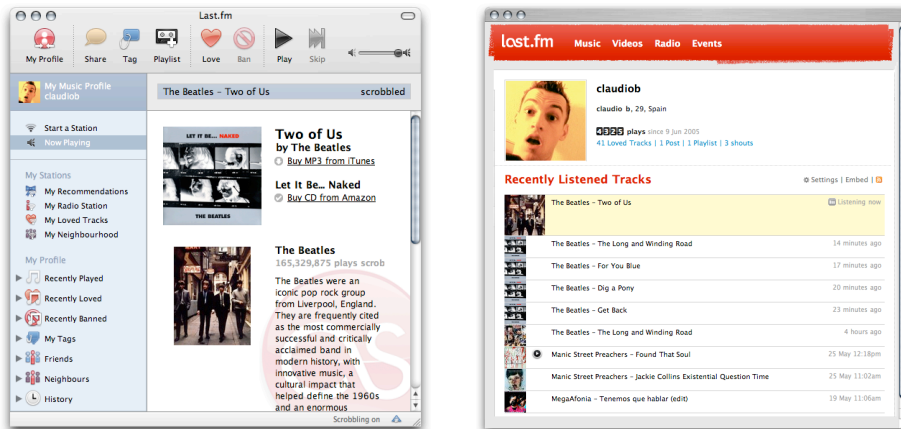 Last.fm
My Profile Share Tag Playlist Love Ban Play Skip
My Music Profile
claudiob
The Beatles – Two of Us scrobbled
Start a Station
Now Playing
My Stations
My Recommendations
My Radio Station
My Loved Tracks
My Neighbourhood
My Profile
Recently Played
Recently Loved
Recently Banned
My Tags
Friends
Neighbours
History
LET IT BE... NAKED
THE BEATLES
Two of Us
by The Beatles
Buy MP3 from iTunes
Let It Be... Naked
Buy CD from Amazon
The Beatles
165,329,875 plays scrob
The Beatles were an
iconic pop rock group
from Liverpool, England.
They are frequently cited
as the most commercially
successful and critically
acclaimed band in
modern history, with
innovative music, a
cultural impact that
helped define the 1960s
and an enormous
Scrobbling on
last.fm Music Videos Radio Events
claudiob
claudio b, 29, Spain
4325 plays since 9 Jun 2005
41 Loved Tracks | 1 Post | 1 Playlist | 3 shouts
Recently Listened Tracks Settings | Embed |
The Beatles – Two of Us Listening now
The Beatles – The Long and Winding Road 14 minutes ago
The Beatles – For You Blue 17 minutes ago
The Beatles – Dig a Pony 20 minutes ago
The Beatles – Get Back 23 minutes ago
The Beatles – The Long and Winding Road 4 hours ago
Manic Street Preachers – Found That Soul 25 May 12:18pm
Manic Street Preachers – Jackie Collins Existential Question Time 25 May 11:02am
MegaAfonia – Tenemos que hablar (edit) 19 May 11:06am